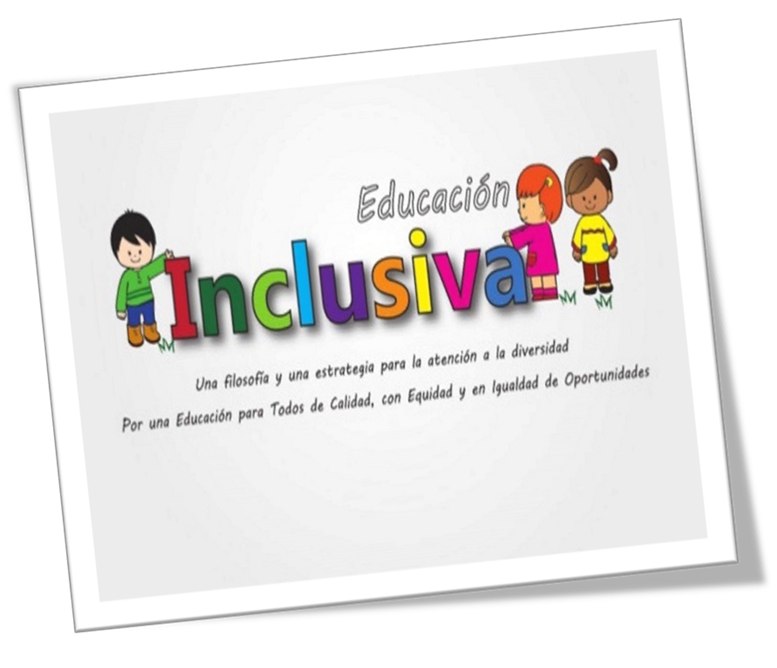 Educación
Inclusiva
Una filosofía y una estrategia para la atención a la diversidad
Por una Educación para Todos de Calidad, con Equidad y en Igualdad de Oportunidades